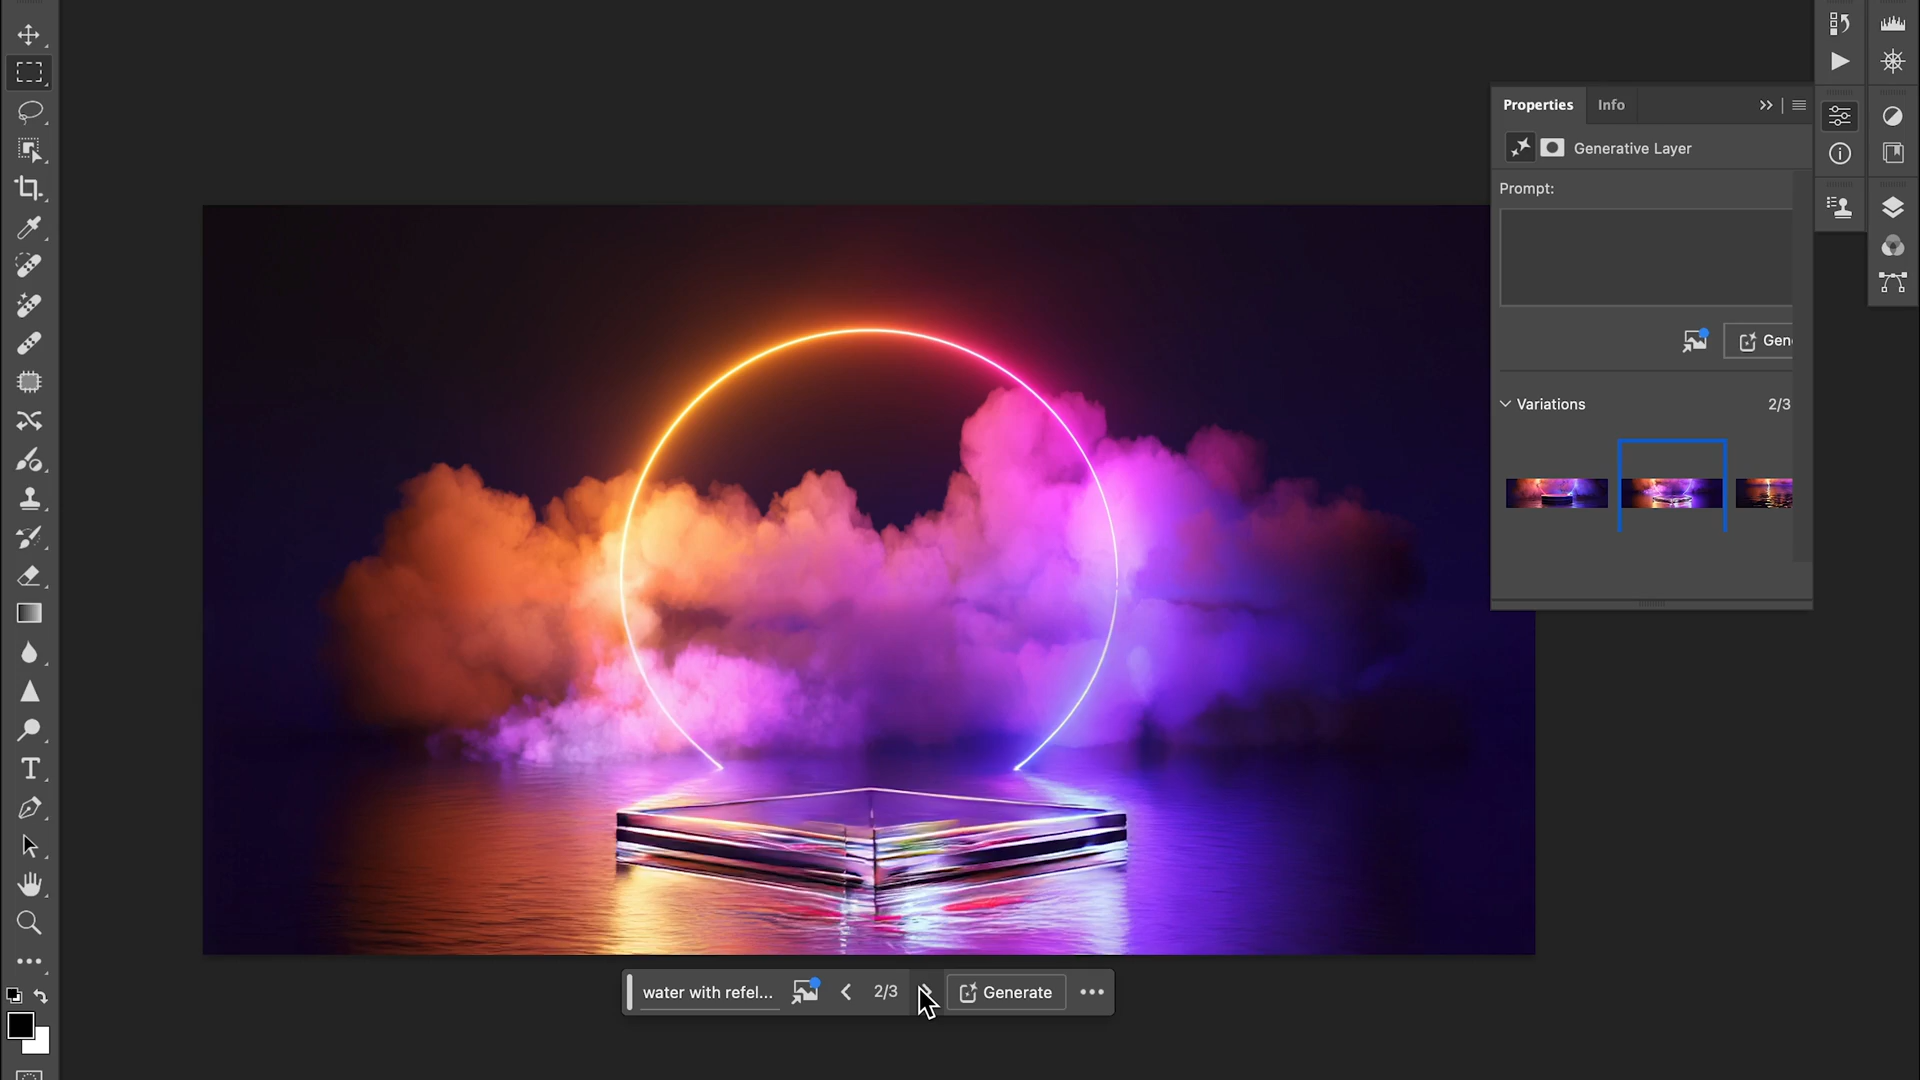 Properties
Info
Generative Layer
Prompt:
Gen
Variations
2/3
water with refel...
2/3
Generate